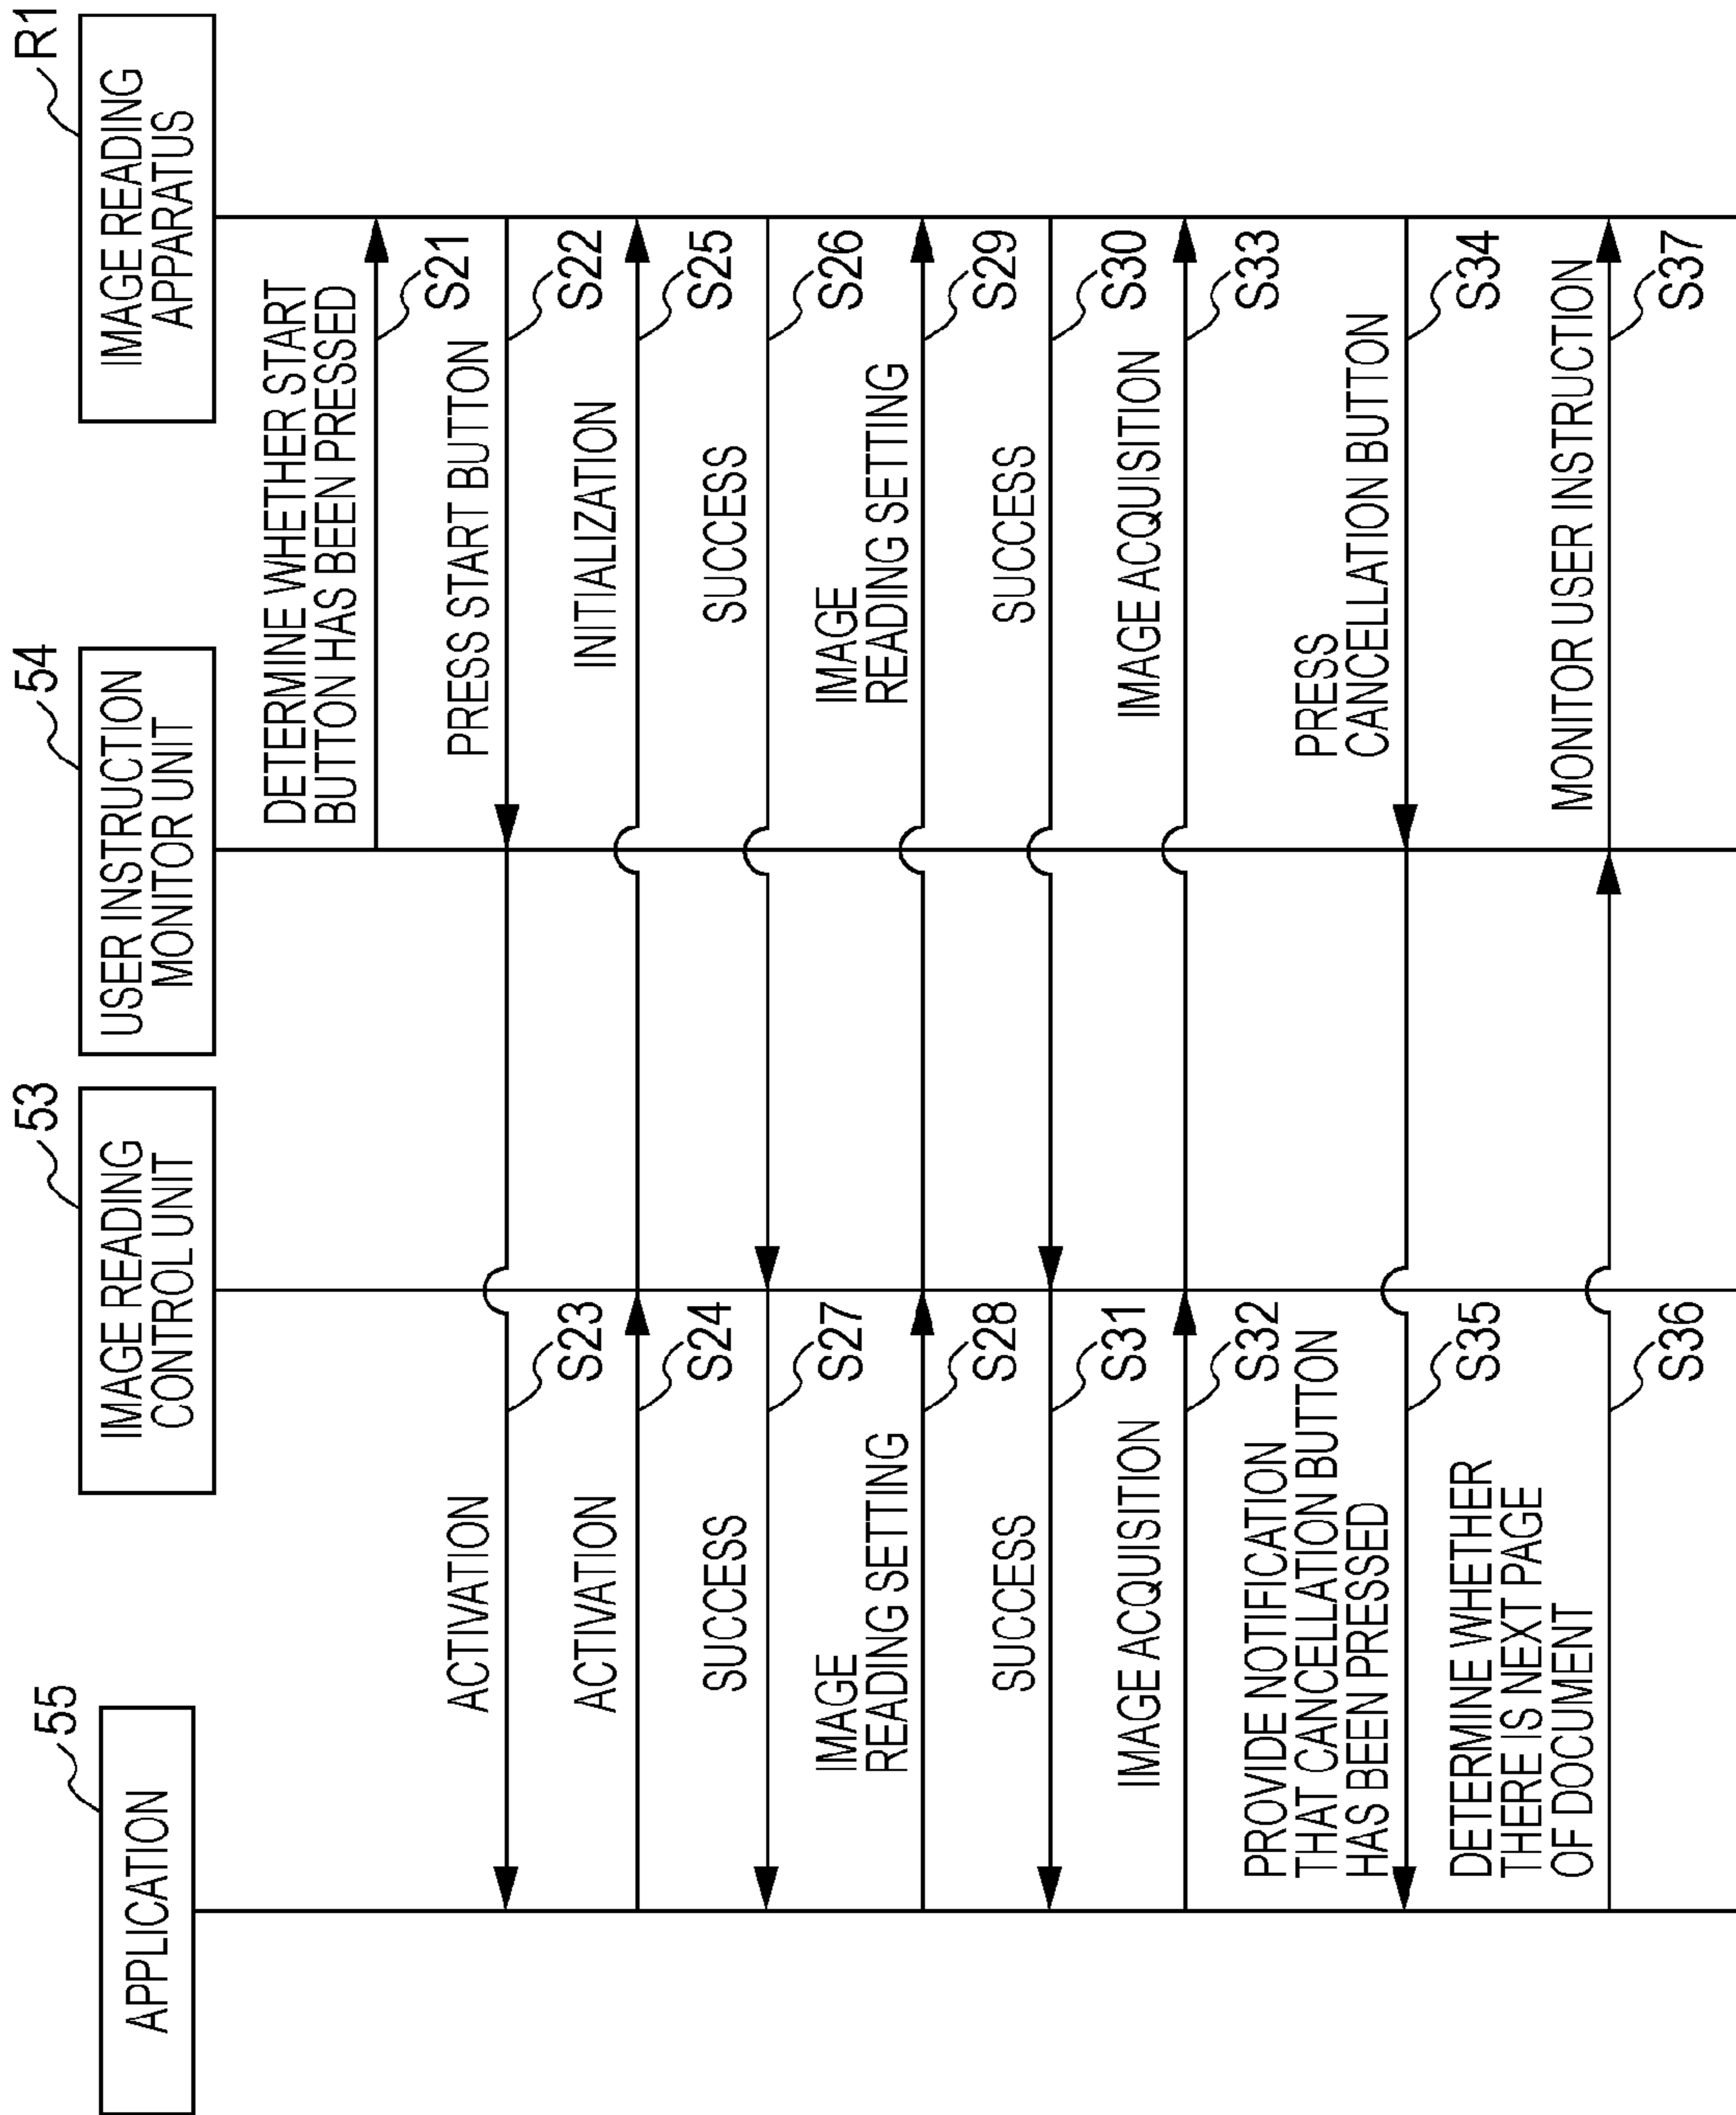 APPLICATION
55
IMAGE READING
CONTROL UNIT
53
USER INSTRUCTION
MONITOR UNIT
54
IMAGE READING
APPARATUS
R1
DETERMINE WHETHER START
BUTTON HAS BEEN PRESSED
S21
PRESS START BUTTON
S22
ACTIVATION
S23
ACTIVATION
S24
INITIALIZATION
S25
SUCCESS
S26
SUCCESS
S27
IMAGE
READING SETTING
S28
IMAGE
READING SETTING
S29
SUCCESS
S30
SUCCESS
S31
IMAGE ACQUISITION
S32
IMAGE ACQUISITION
S33
PRESS
CANCELLATION BUTTON
S34
PROVIDE NOTIFICATION
THAT CANCELLATION BUTTON
HAS BEEN PRESSED
S35
DETERMINE WHETHER
THERE IS NEXT PAGE
OF DOCUMENT
S36
MONITOR USER INSTRUCTION
S37